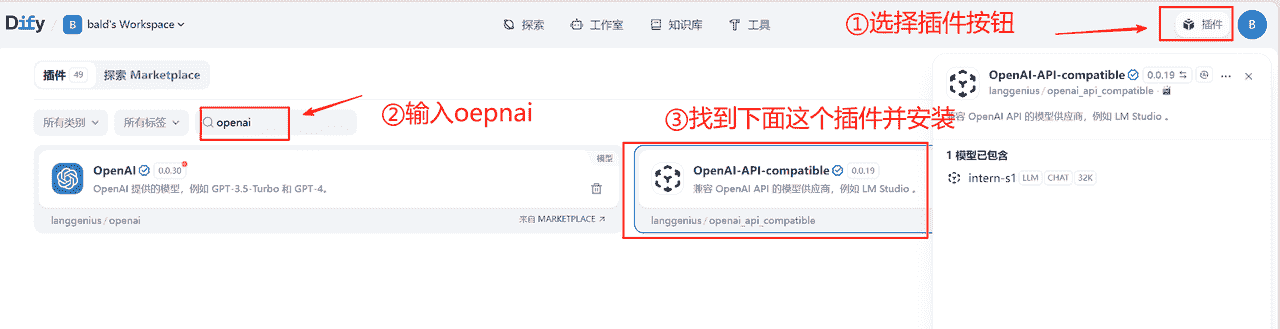 Dify / B bald's Workspace
探索
工作室
知识库
工具
①选择插件按钮
插件
B
插件 49
探索 Marketplace
所有类别
所有标签
openai
②输入oepnai
③找到下面这个插件并安装
OpenAI 0.0.30
模型
OpenAI 提供的模型，例如 GPT-3.5-Turbo 和 GPT-4。
langgenius / openai
来自 MARKETPLACE
OpenAI-API-compatible 0.0.19
兼容 OpenAI API 的模型供应商，例如 LM Studio 。
langgenius / openai_api_compatible
OpenAI-API-compatible 0.0.19
langgenius / openai_api_compatible ·
兼容 OpenAI API 的模型供应商，例如 LM Studio 。
1 模型已包含
intern-s1 LLM CHAT 32K